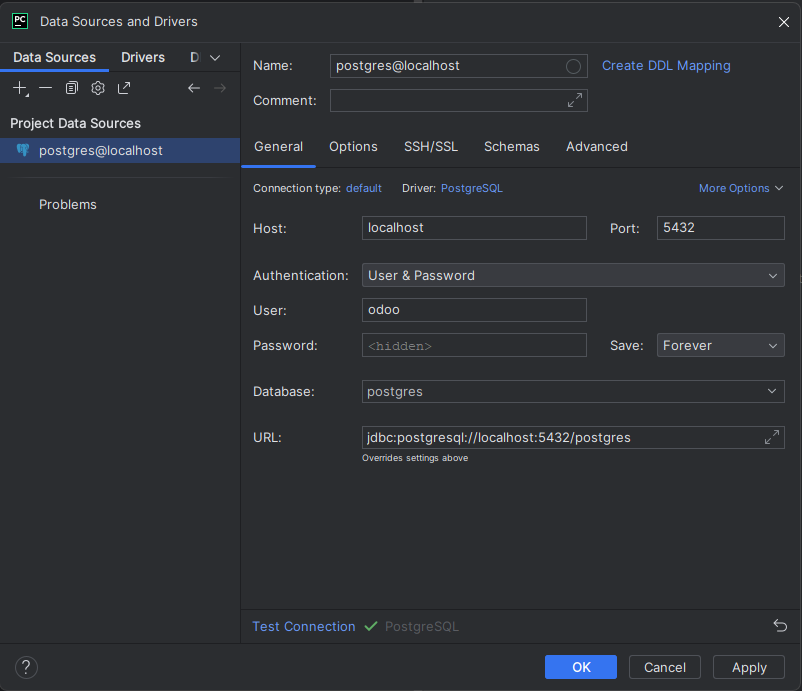 PC Data Sources and Drivers
Data Sources Drivers
Project Data Sources
postgres@localhost
Problems
Name: postgres@localhost Create DDL Mapping
Comment:
General Options SSH/SSL Schemas Advanced
Connection type: default Driver: PostgreSQL More Options
Host: localhost Port: 5432
Authentication: User & Password
User: odoo
Password: <hidden> Save: Forever
Database: postgres
URL: jdbc:postgresql://localhost:5432/postgres
Overrides settings above
Test Connection PostgreSQL
? OK Cancel Apply